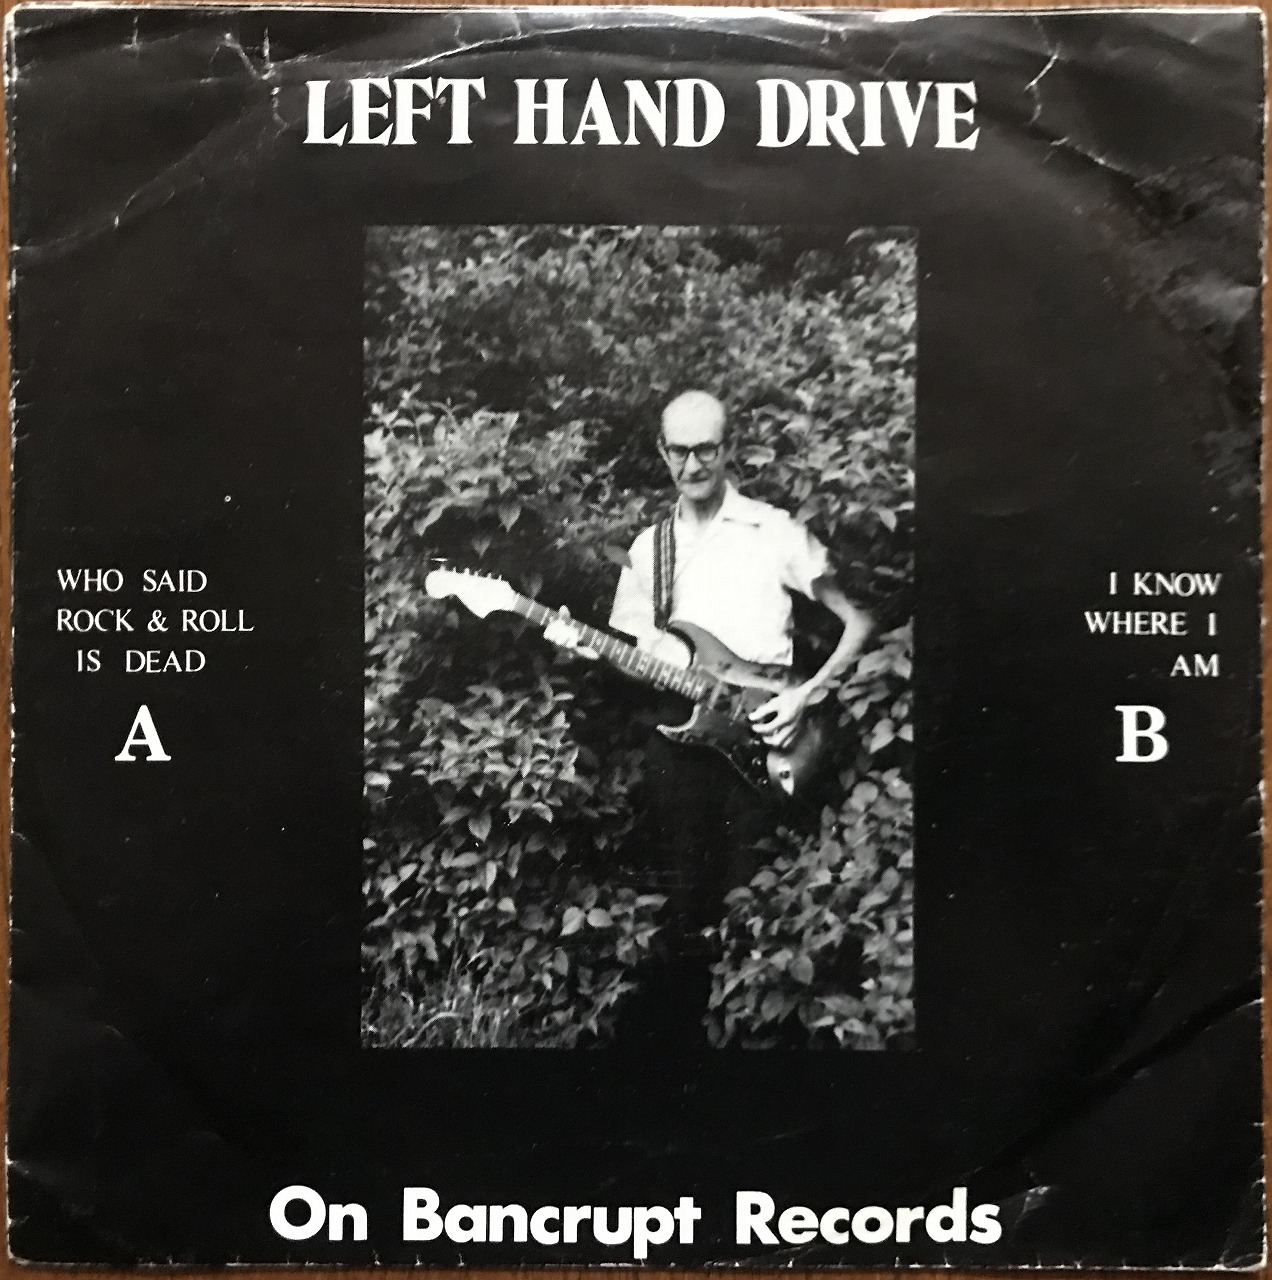 LEFT HAND DRIVE
WHO SAID
ROCK & ROLL
IS DEAD
A
I KNOW
WHERE I
AM
B
On Bancrupt Records